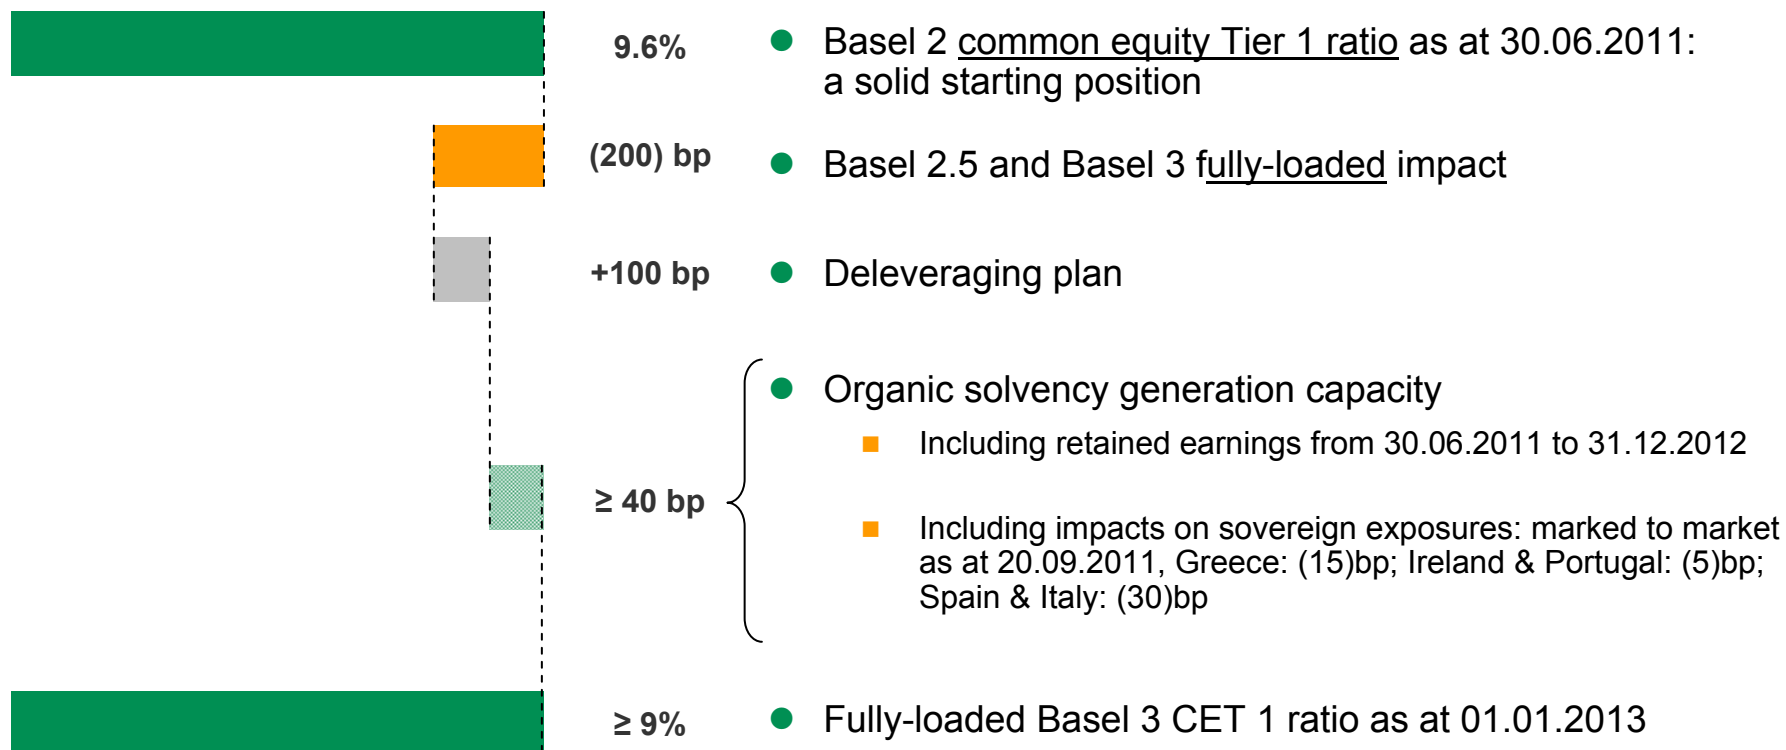 9.6%
Basel 2 common equity Tier 1 ratio as at 30.06.2011:
a solid starting position
(200) bp
Basel 2.5 and Basel 3 fully-loaded impact
+100 bp
Deleveraging plan
Organic solvency generation capacity
Including retained earnings from 30.06.2011 to 31.12.2012
≥ 40 bp
Including impacts on sovereign exposures: marked to market
as at 20.09.2011, Greece: (15)bp; Ireland & Portugal: (5)bp;
Spain & Italy: (30)bp
≥ 9%
Fully-loaded Basel 3 CET 1 ratio as at 01.01.2013